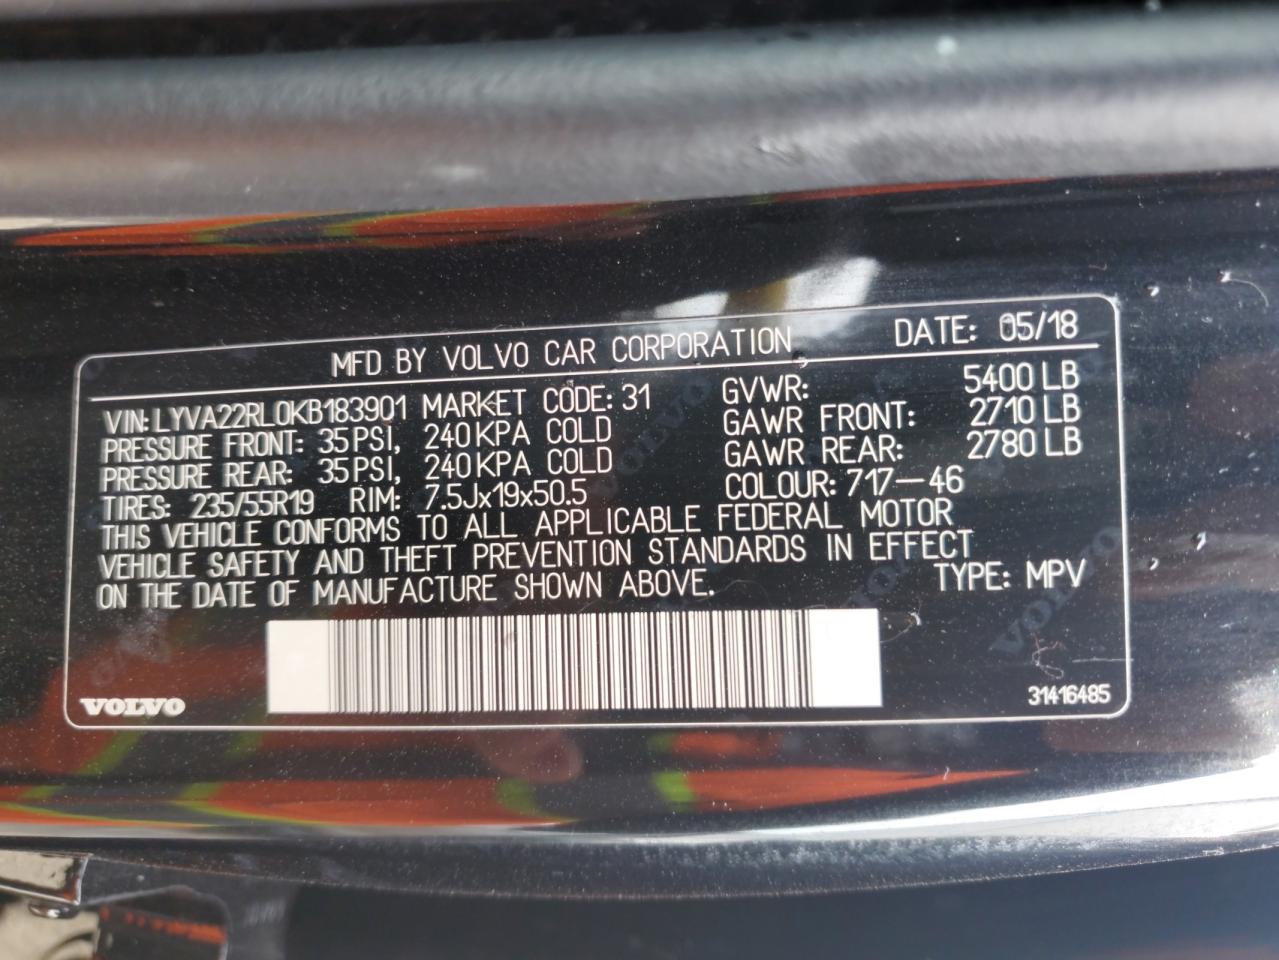 MFD BY VOLVO CAR CORPORATION DATE: 05/18
VIN: LYVA22RL0KB183901 MARKET CODE: 31 GVWR: 5400 LB
PRESSURE FRONT: 35 PSI, 240 KPA COLD GAWR FRONT: 2710 LB
PRESSURE REAR: 35 PSI, 240 KPA COLD GAWR REAR: 2780 LB
TIRES: 235/55R19 RIM: 7.5Jx19x50.5 COLOUR: 717-46
THIS VEHICLE CONFORMS TO ALL APPLICABLE FEDERAL MOTOR
VEHICLE SAFETY AND THEFT PREVENTION STANDARDS IN EFFECT
ON THE DATE OF MANUFACTURE SHOWN ABOVE. TYPE: MPV
VOLVO 31416485